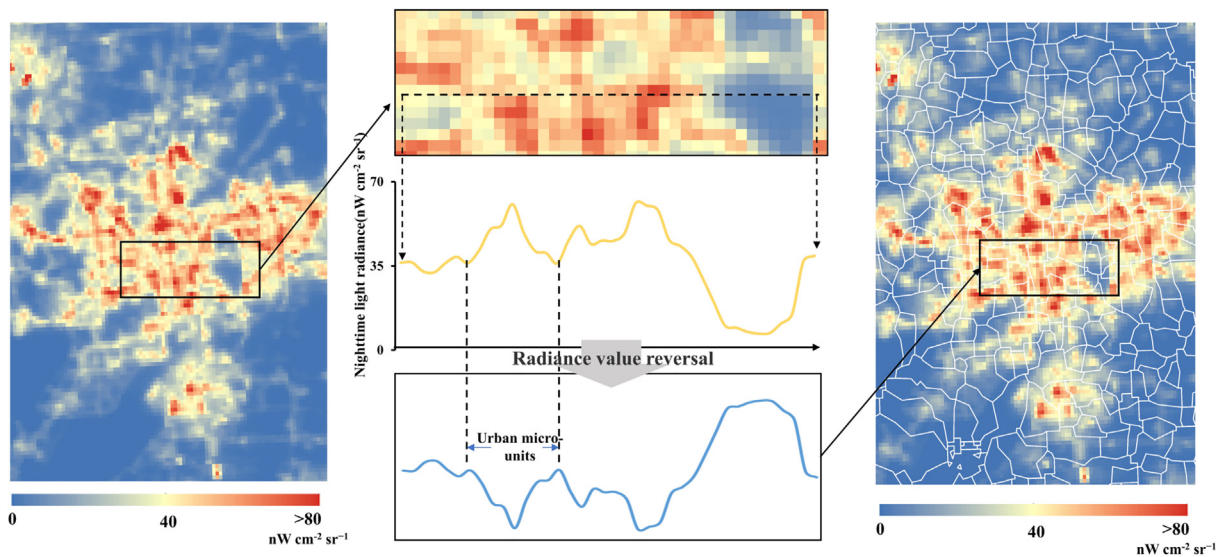 Nighttime light radiance(nW cm⁻² sr⁻¹)
70
35
0
Radiance value reversal
Urban micro-
units
0
40
>80
nW cm⁻² sr⁻¹
0
40
>80
nW cm⁻² sr⁻¹